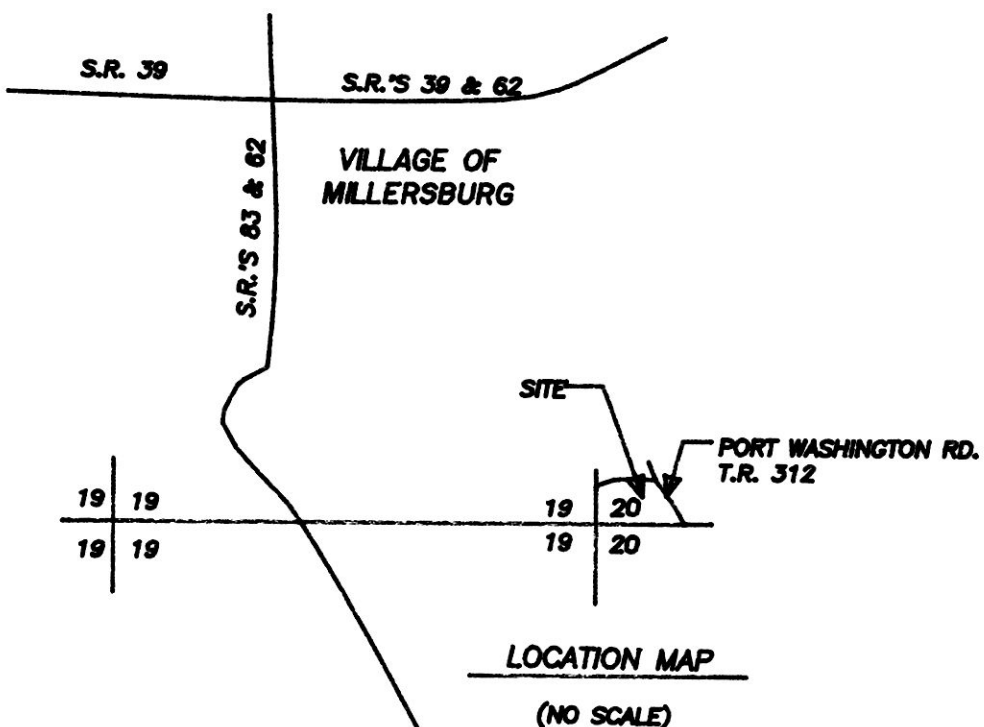 S.R. 39
S.R.'S 39 & 62
S.R.'S 83 & 62
VILLAGE OF
MILLERSBURG
SITE
PORT WASHINGTON RD.
T.R. 312
19 19
19 19
19 20
19 20
LOCATION MAP
(NO SCALE)